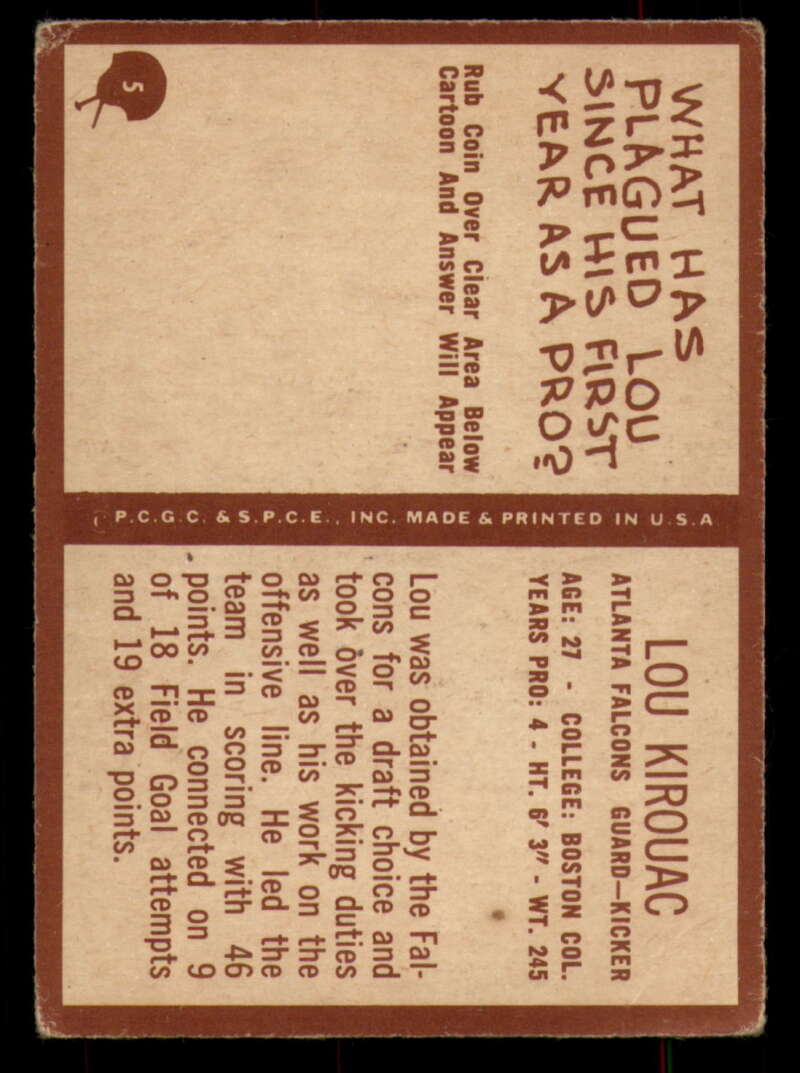 WHAT HAS
PLAGUED LOU
SINCE HIS FIRST
YEAR AS A PRO?
Rub Coin Over Clear Area Below
Cartoon And Answer Will Appear
5
P.C.G.C. & S.P.C.E., INC. MADE & PRINTED IN U.S.A
LOU KIROUAC
ATLANTA FALCONS GUARD—KICKER
AGE: 27 - COLLEGE: BOSTON COL.
YEARS PRO: 4 - HT. 6' 3" - WT. 245
Lou was obtained by the Fal-
cons for a draft choice and
took over the kicking duties
as well as his work on the
offensive line. He led the
team in scoring with 46
points. He connected on 9
of 18 Field Goal attempts
and 19 extra points.